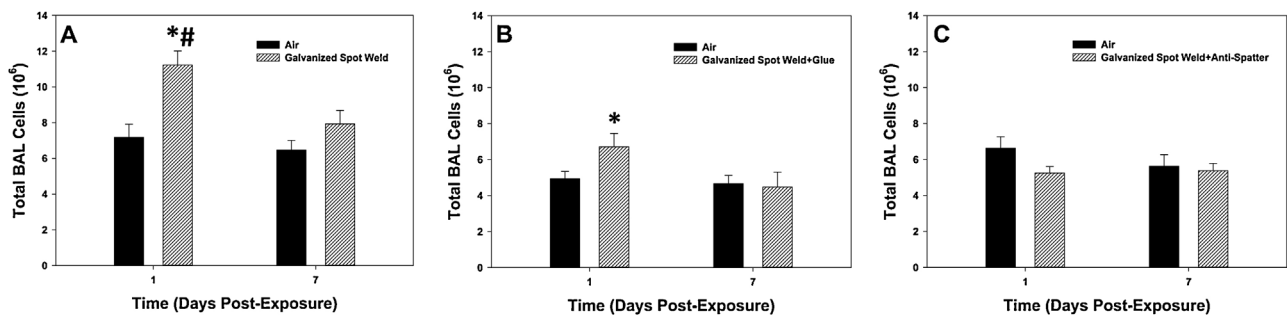 A
*#
Air
Galvanized Spot Weld
Total BAL Cells (10⁶)
14
12
10
8
6
4
2
0
1
7
Time (Days Post-Exposure)
B
*
Air
Galvanized Spot Weld+Glue
Total BAL Cells (10⁶)
14
12
10
8
6
4
2
0
1
7
Time (Days Post-Exposure)
C
Air
Galvanized Spot Weld+Anti-Spatter
Total BAL Cells (10⁶)
14
12
10
8
6
4
2
0
1
7
Time (Days Post-Exposure)